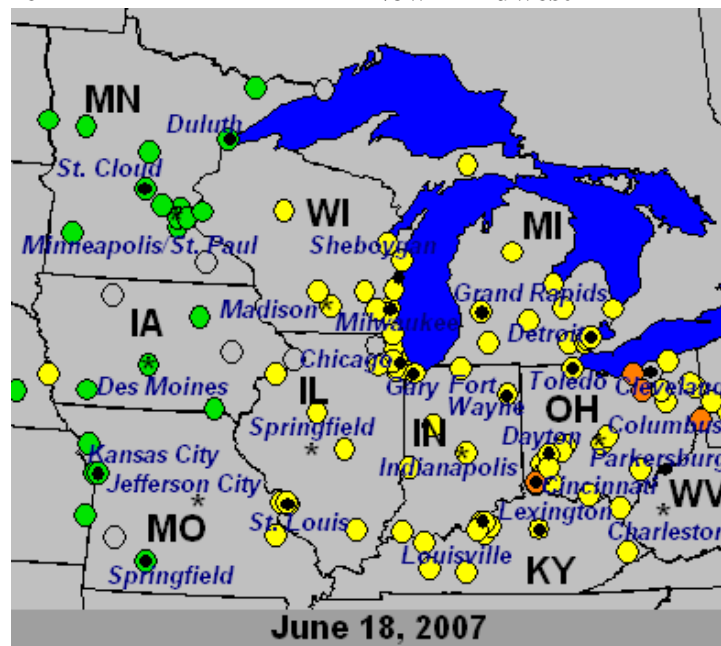 MN
Duluth
St. Cloud
WI
MI
Minneapolis/St. Paul
Sheboygan
IA
Madison
Grand Rapids
Milwaukee
Detroit
Chicago
Des Moines
IL
Gary
Fort
Wayne
Toledo
Cleveland
OH
Springfield
IN
Columbus
Dayton
Kansas City
Indianapolis
Parkersburg
Jefferson City
Cincinnati
WV
MO
St. Louis
Lexington
Charleston
Louisville
Springfield
KY
June 18, 2007